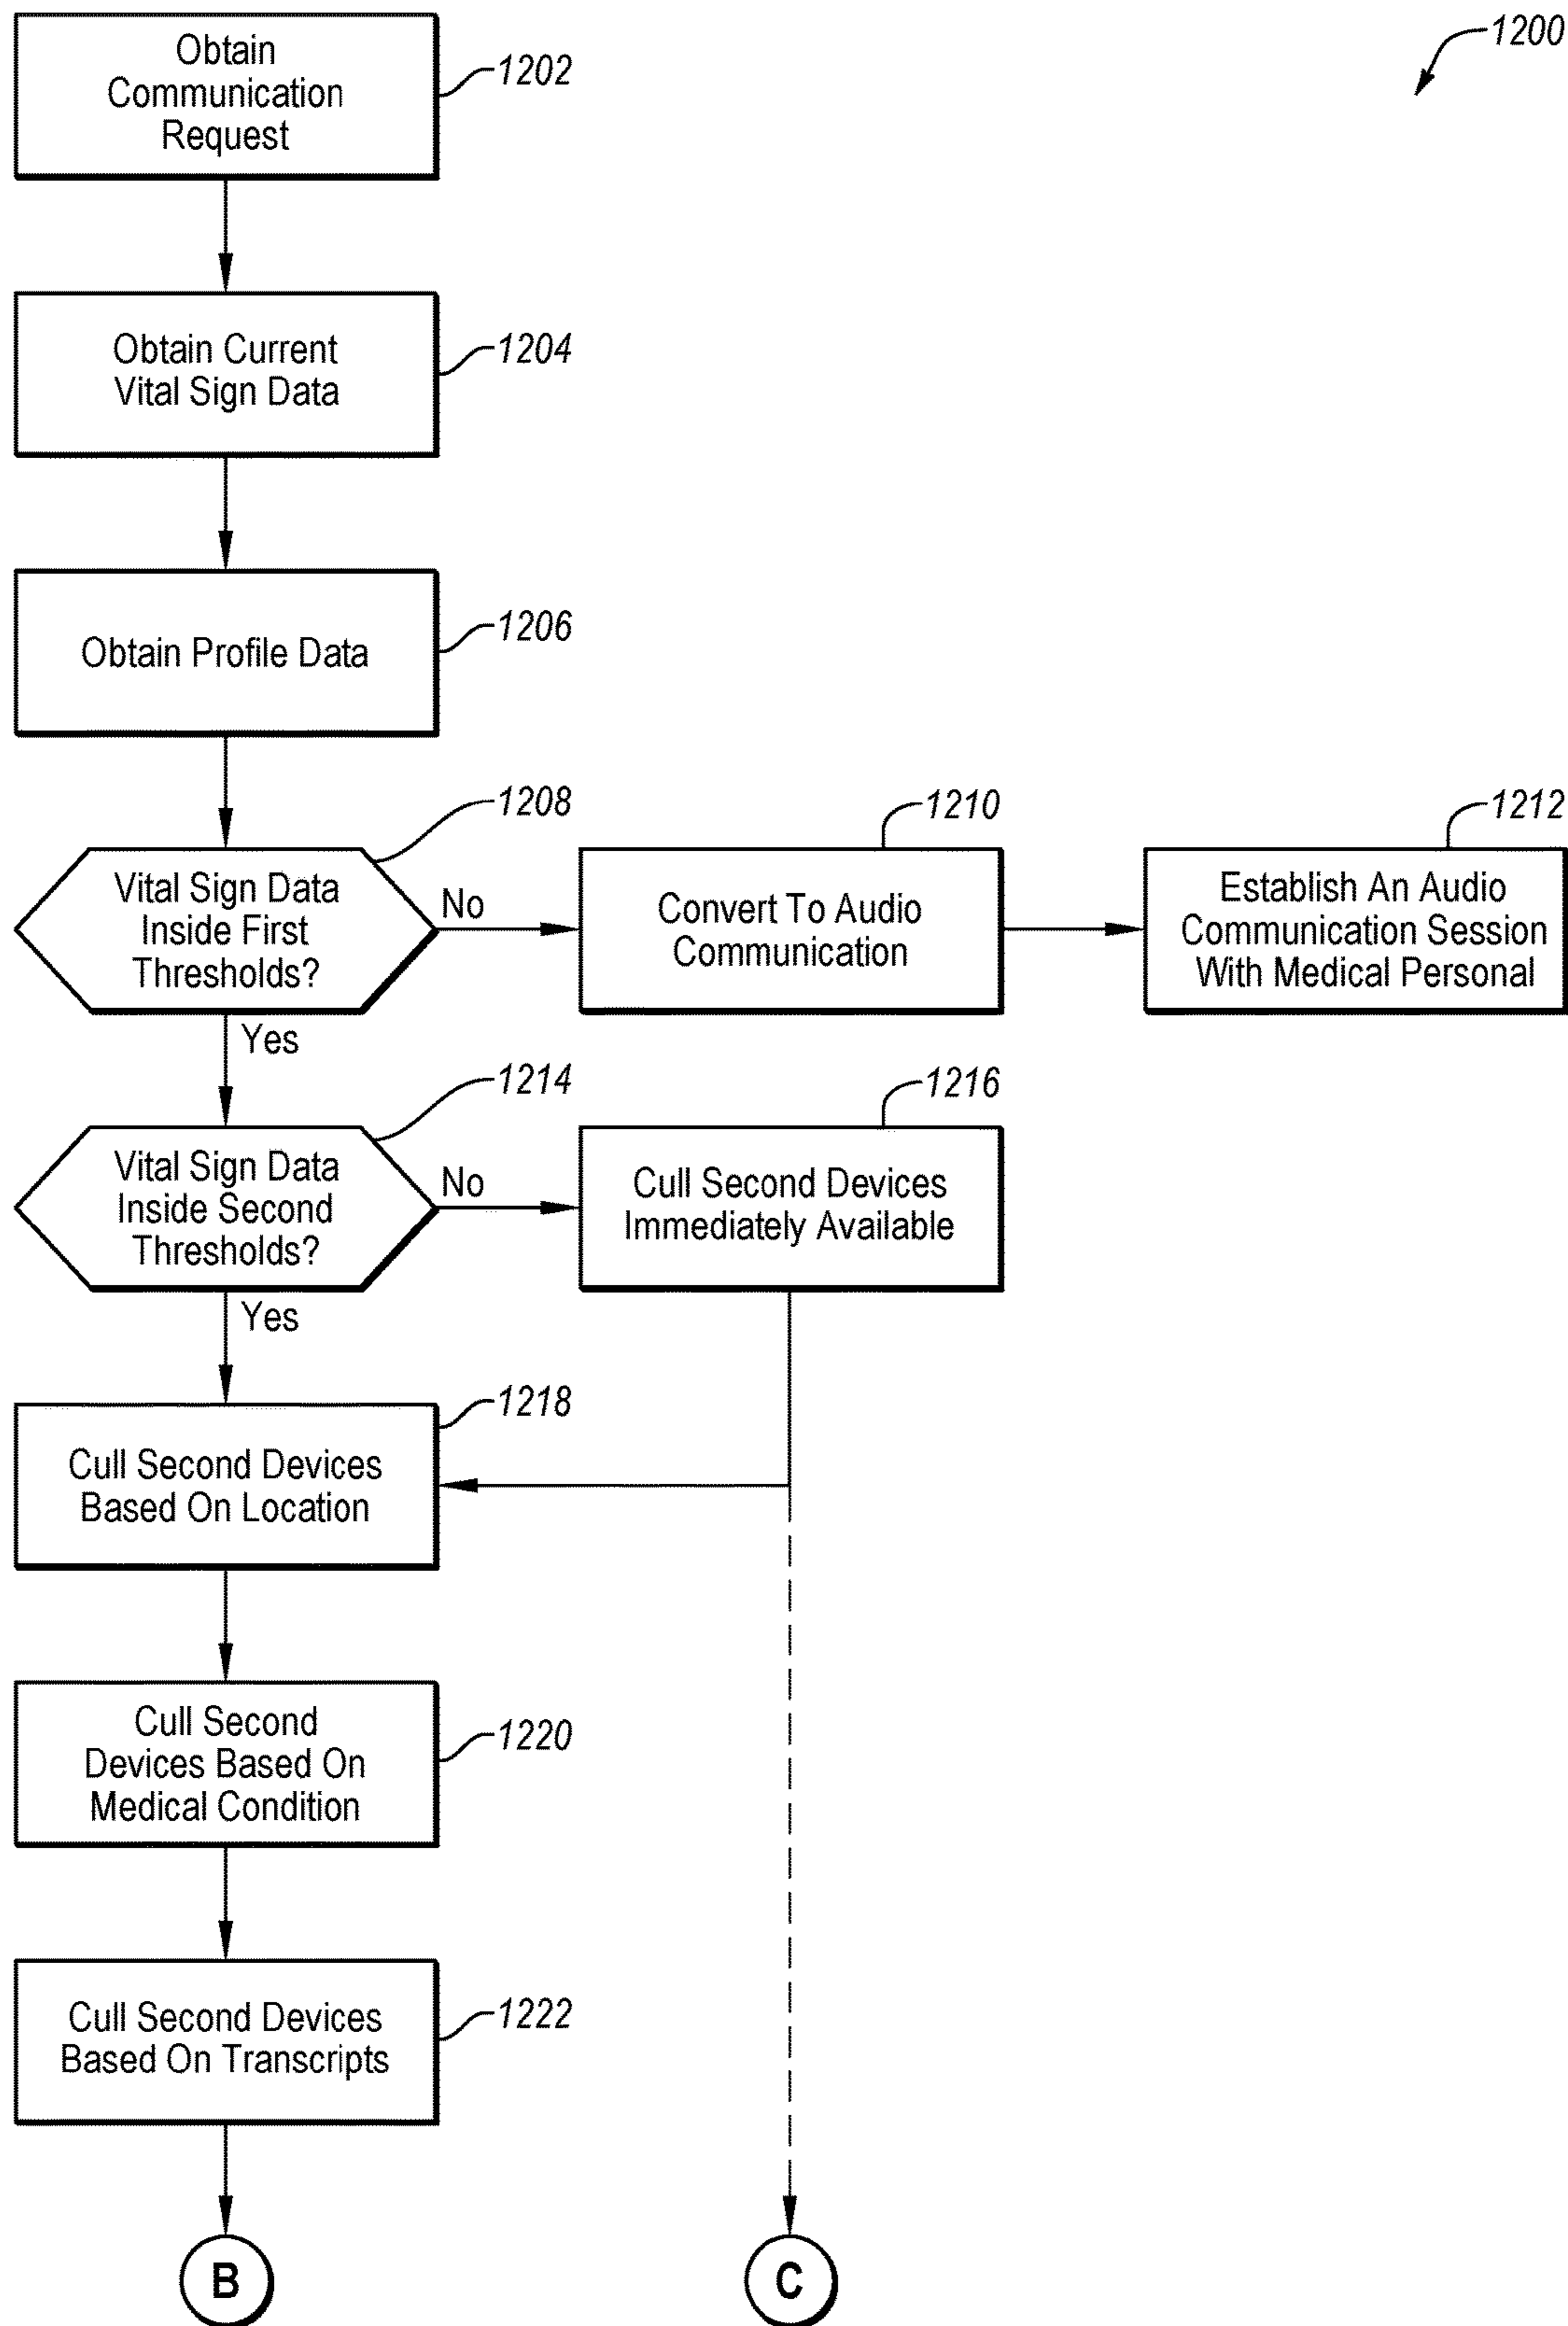 1200
Obtain
Communication
Request
1202
Obtain Current
Vital Sign Data
1204
Obtain Profile Data
1206
Vital Sign Data
Inside First
Thresholds?
1208
No
Yes
Convert To Audio
Communication
1210
Establish An Audio
Communication Session
With Medical Personal
1212
Vital Sign Data
Inside Second
Thresholds?
1214
No
Yes
Cull Second Devices
Immediately Available
1216
Cull Second Devices
Based On Location
1218
Cull Second
Devices Based On
Medical Condition
1220
Cull Second Devices
Based On Transcripts
1222
B
C